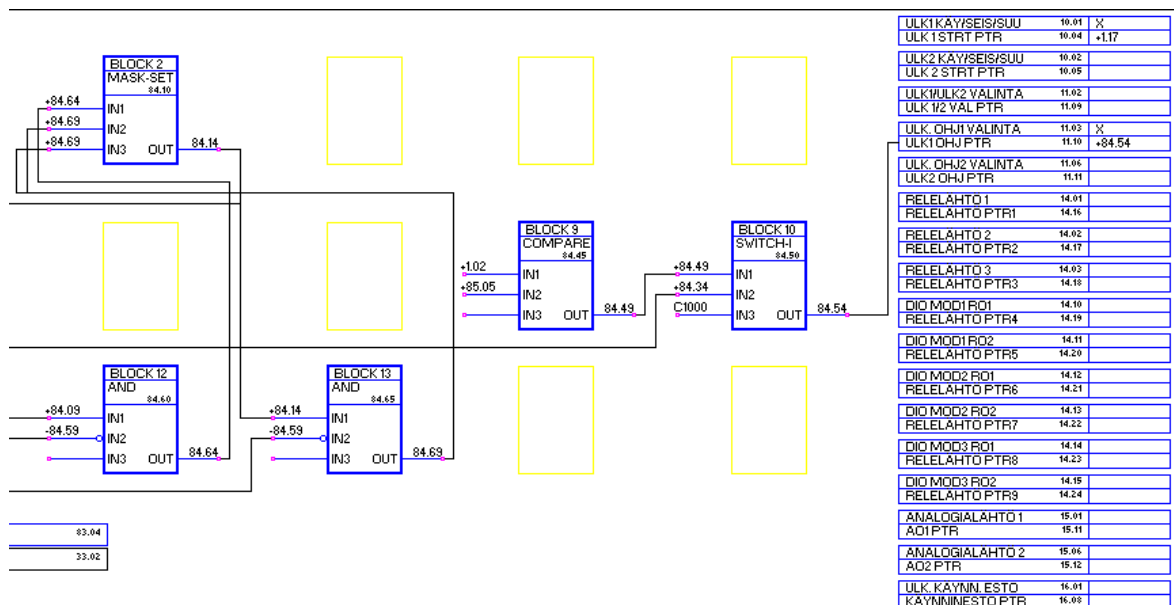 BLOCK 2
MASK-SET
84.10
+84.64
IN1
+84.69
IN2
+84.69
IN3 OUT 84.14
BLOCK 9
COMPARE
84.45
+1.02
IN1
+85.05
IN2
IN3 OUT 84.49
BLOCK 10
SWITCH-I
84.50
+84.49
IN1
+84.34
IN2
C1000
IN3 OUT 84.54
BLOCK 12
AND
84.60
+84.09
IN1
-84.59
IN2
IN3 OUT 84.64
BLOCK 13
AND
84.65
+84.14
IN1
-84.59
IN2
IN3 OUT 84.69
83.04
33.02
ULK1 KAY/SEIS/SUU 10.01 X
ULK 1 STRT PTR 10.04 +1.17
ULK2 KAY/SEIS/SUU 10.02
ULK 2 STRT PTR 10.05
ULK1/ULK2 VALINTA 11.02
ULK 1/2 VAL PTR 11.09
ULK. OHJ1 VALINTA 11.03 X
ULK1 OHJ PTR 11.10 +84.54
ULK. OHJ2 VALINTA 11.06
ULK2 OHJ PTR 11.11
RELELAHTO 1 14.01
RELELAHTO PTR1 14.16
RELELAHTO 2 14.02
RELELAHTO PTR2 14.17
RELELAHTO 3 14.03
RELELAHTO PTR3 14.18
DIO MOD1 RO1 14.10
RELELAHTO PTR4 14.19
DIO MOD1 RO2 14.11
RELELAHTO PTR5 14.20
DIO MOD2 RO1 14.12
RELELAHTO PTR6 14.21
DIO MOD2 RO2 14.13
RELELAHTO PTR7 14.22
DIO MOD3 RO1 14.14
RELELAHTO PTR8 14.23
DIO MOD3 RO2 14.15
RELELAHTO PTR9 14.24
ANALOGIALAHTO 1 15.01
AO1 PTR 15.11
ANALOGIALAHTO 2 15.06
AO2 PTR 15.12
ULK. KAYNN. ESTO 16.01
KAYNNINESTO PTR 16.08